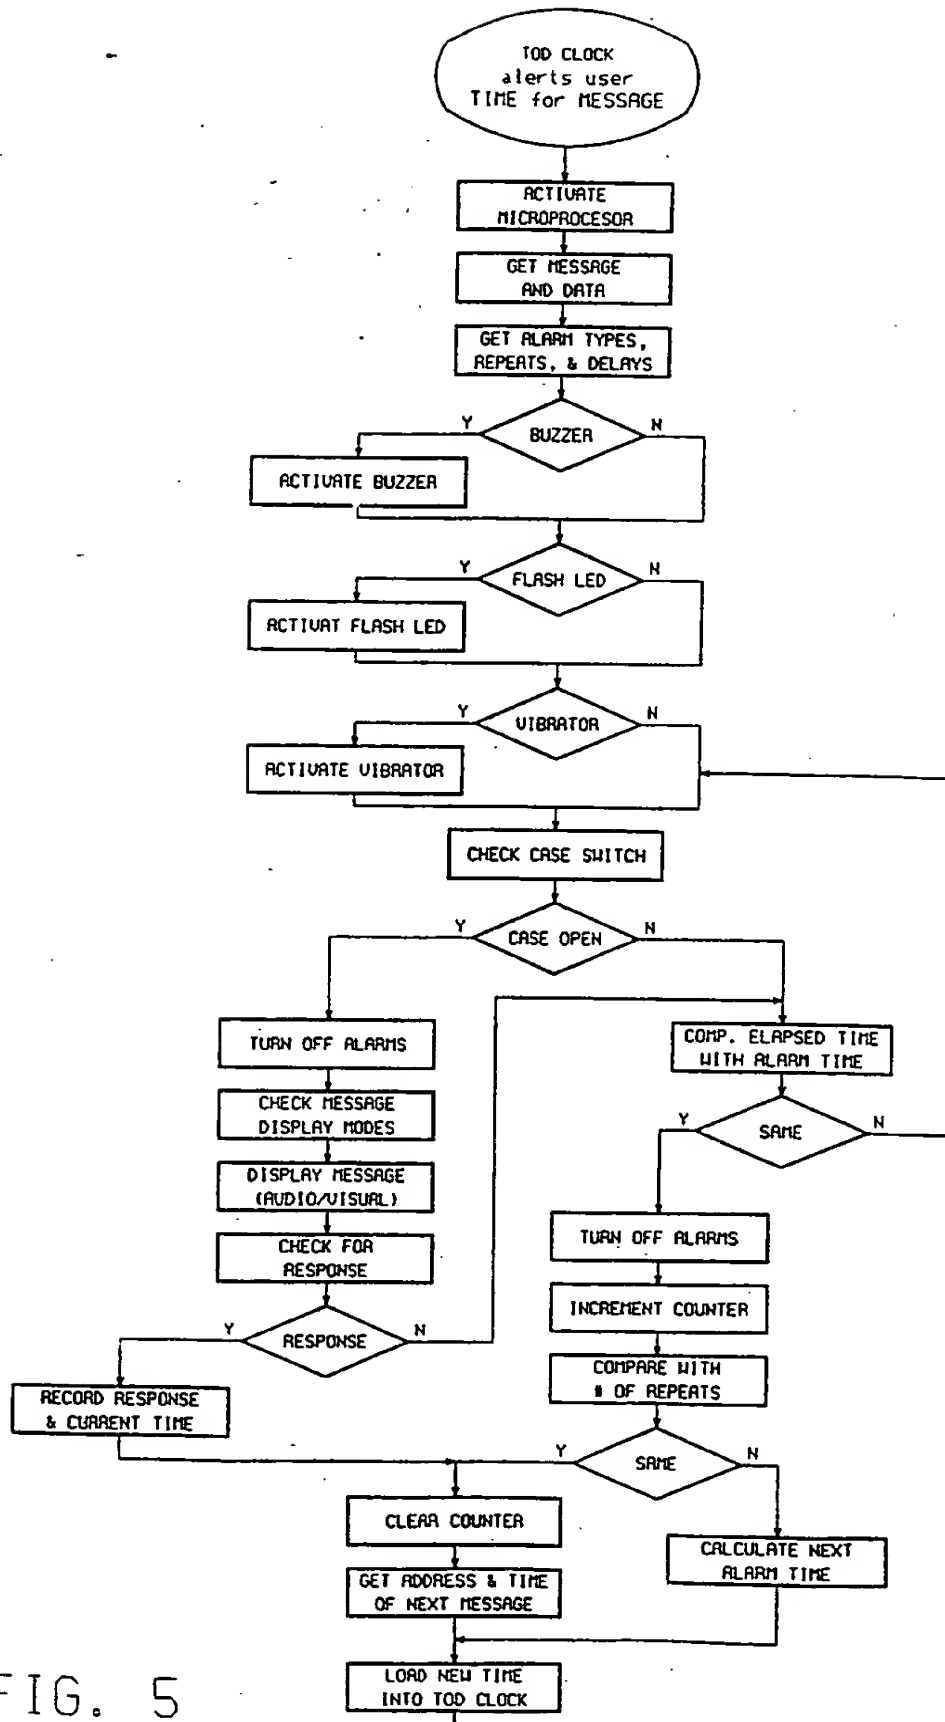 TOD CLOCK
alerts user
TIME for MESSAGE
ACTIVATE
MICROPROCESOR
GET MESSAGE
AND DATA
GET ALARM TYPES,
REPEATS, & DELAYS
Y
BUZZER
N
ACTIVATE BUZZER
Y
FLASH LED
N
ACTIVAT FLASH LED
Y
VIBRATOR
N
ACTIVATE VIBRATOR
CHECK CASE SWITCH
Y
CASE OPEN
N
TURN OFF ALARMS
COMP. ELAPSED TIME
WITH ALARM TIME
CHECK MESSAGE
DISPLAY MODES
Y
SAME
N
DISPLAY MESSAGE
(AUDIO/VISUAL)
TURN OFF ALARMS
CHECK FOR
RESPONSE
INCREMENT COUNTER
Y
RESPONSE
N
COMPARE WITH
# OF REPEATS
RECORD RESPONSE
& CURRENT TIME
Y
SAME
N
CLEAR COUNTER
CALCULATE NEXT
ALARM TIME
GET ADDRESS & TIME
OF NEXT MESSAGE
LOAD NEW TIME
INTO TOD CLOCK
FIG. 5